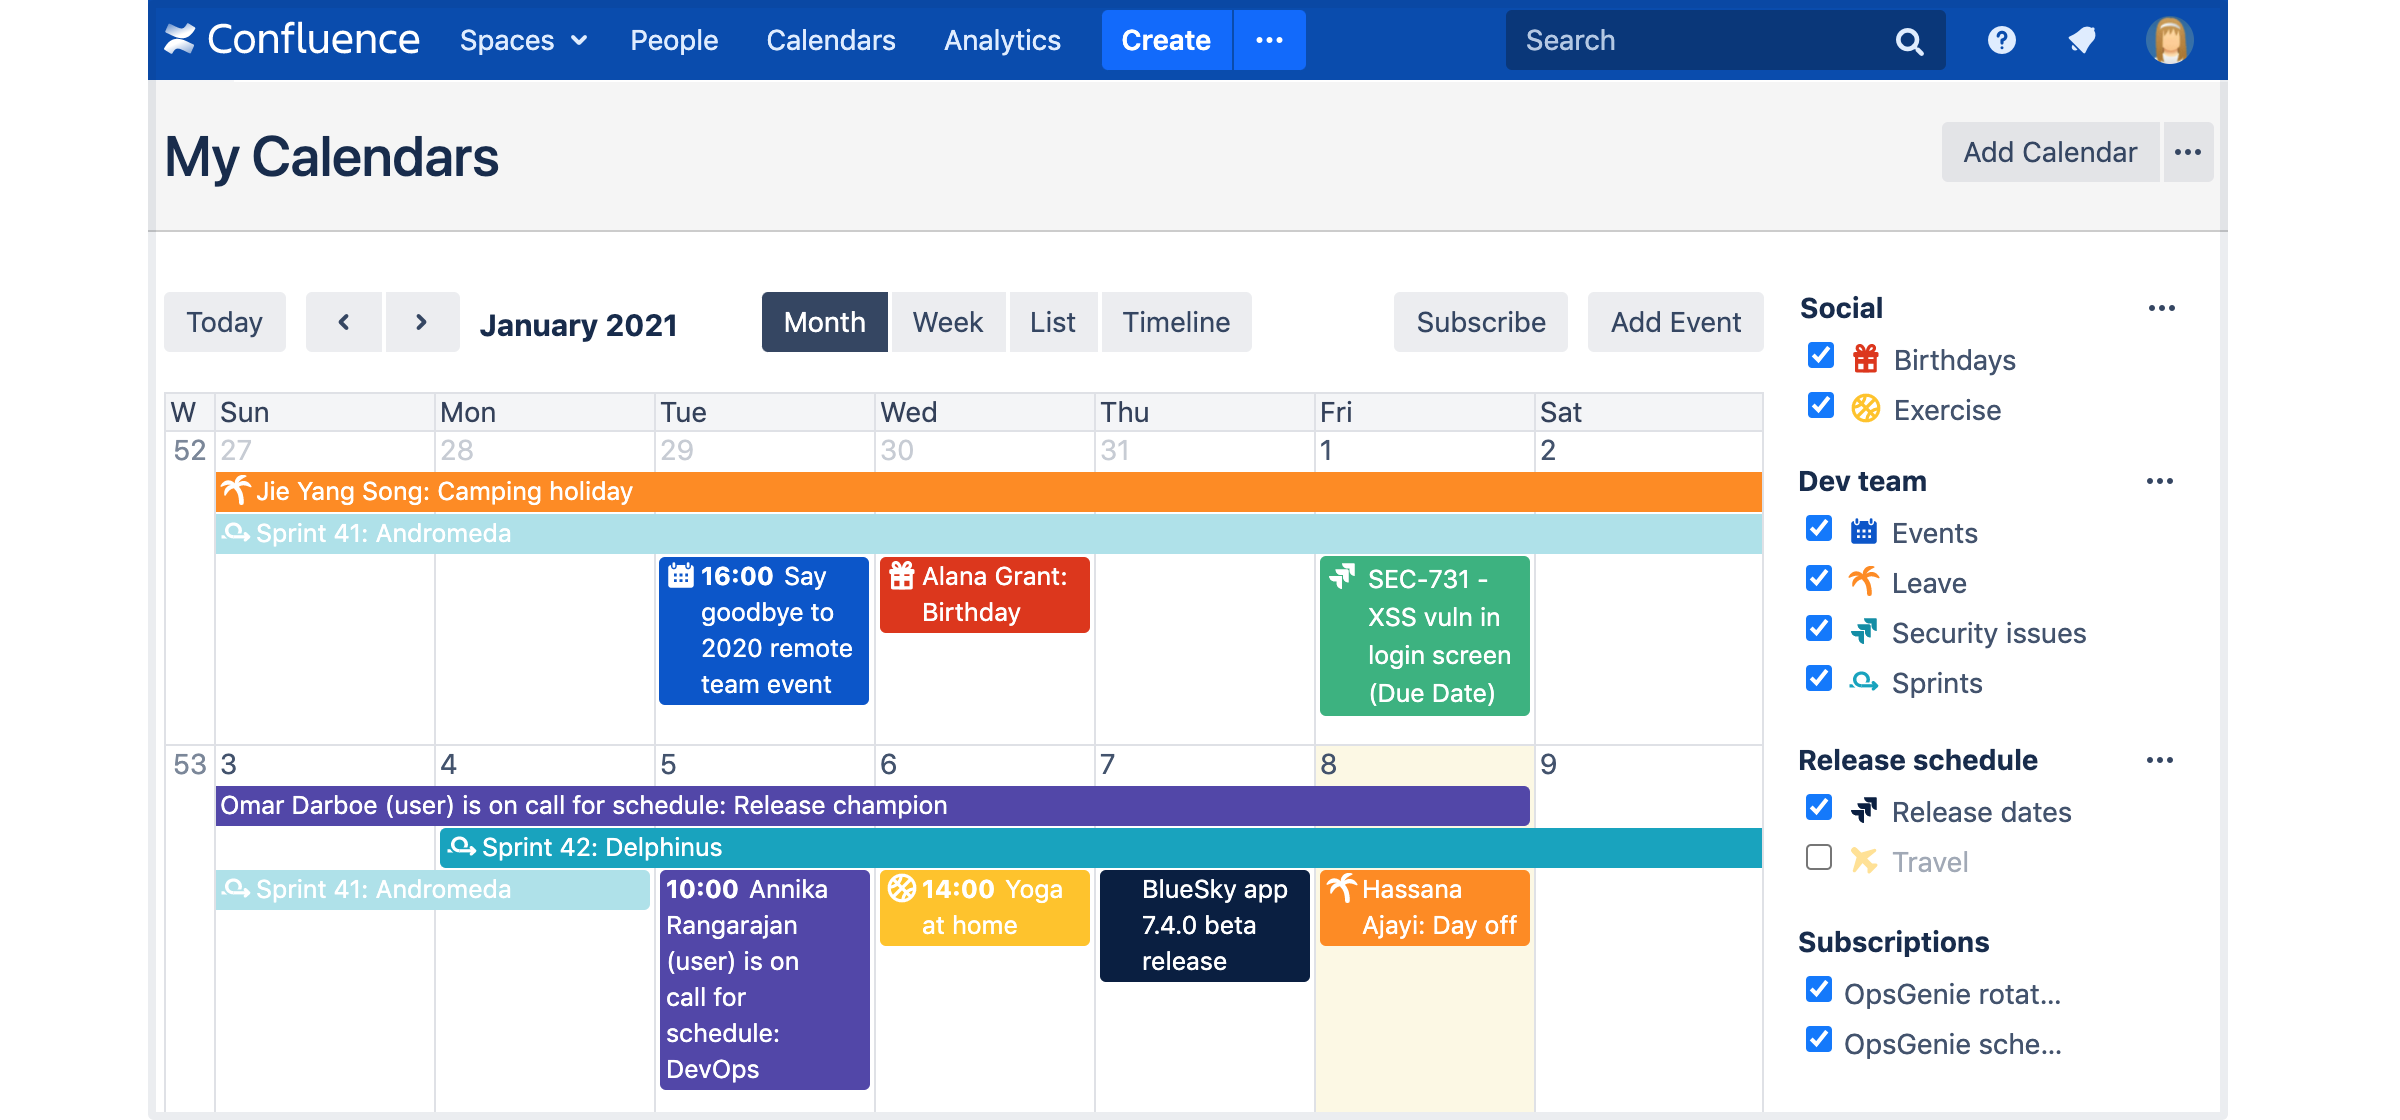 Confluence Spaces People Calendars Analytics Create ••• Search ?
My Calendars
Add Calendar •••
Today < > January 2021 Month Week List Timeline Subscribe Add Event
W Sun Mon Tue Wed Thu Fri Sat
52 27 28 29 30 31 1 2
Jie Yang Song: Camping holiday
Sprint 41: Andromeda
16:00 Say
goodbye to
2020 remote
team event
Alana Grant:
Birthday
SEC-731 -
XSS vuln in
login screen
(Due Date)
53 3 4 5 6 7 8 9
Omar Darboe (user) is on call for schedule: Release champion
Sprint 42: Delphinus
Sprint 41: Andromeda
10:00 Annika
Rangarajan
(user) is on
call for
schedule:
DevOps
14:00 Yoga
at home
BlueSky app
7.4.0 beta
release
Hassana
Ajayi: Day off
Social •••
Birthdays
Exercise
Dev team •••
Events
Leave
Security issues
Sprints
Release schedule •••
Release dates
Travel
Subscriptions
OpsGenie rotat...
OpsGenie sche...